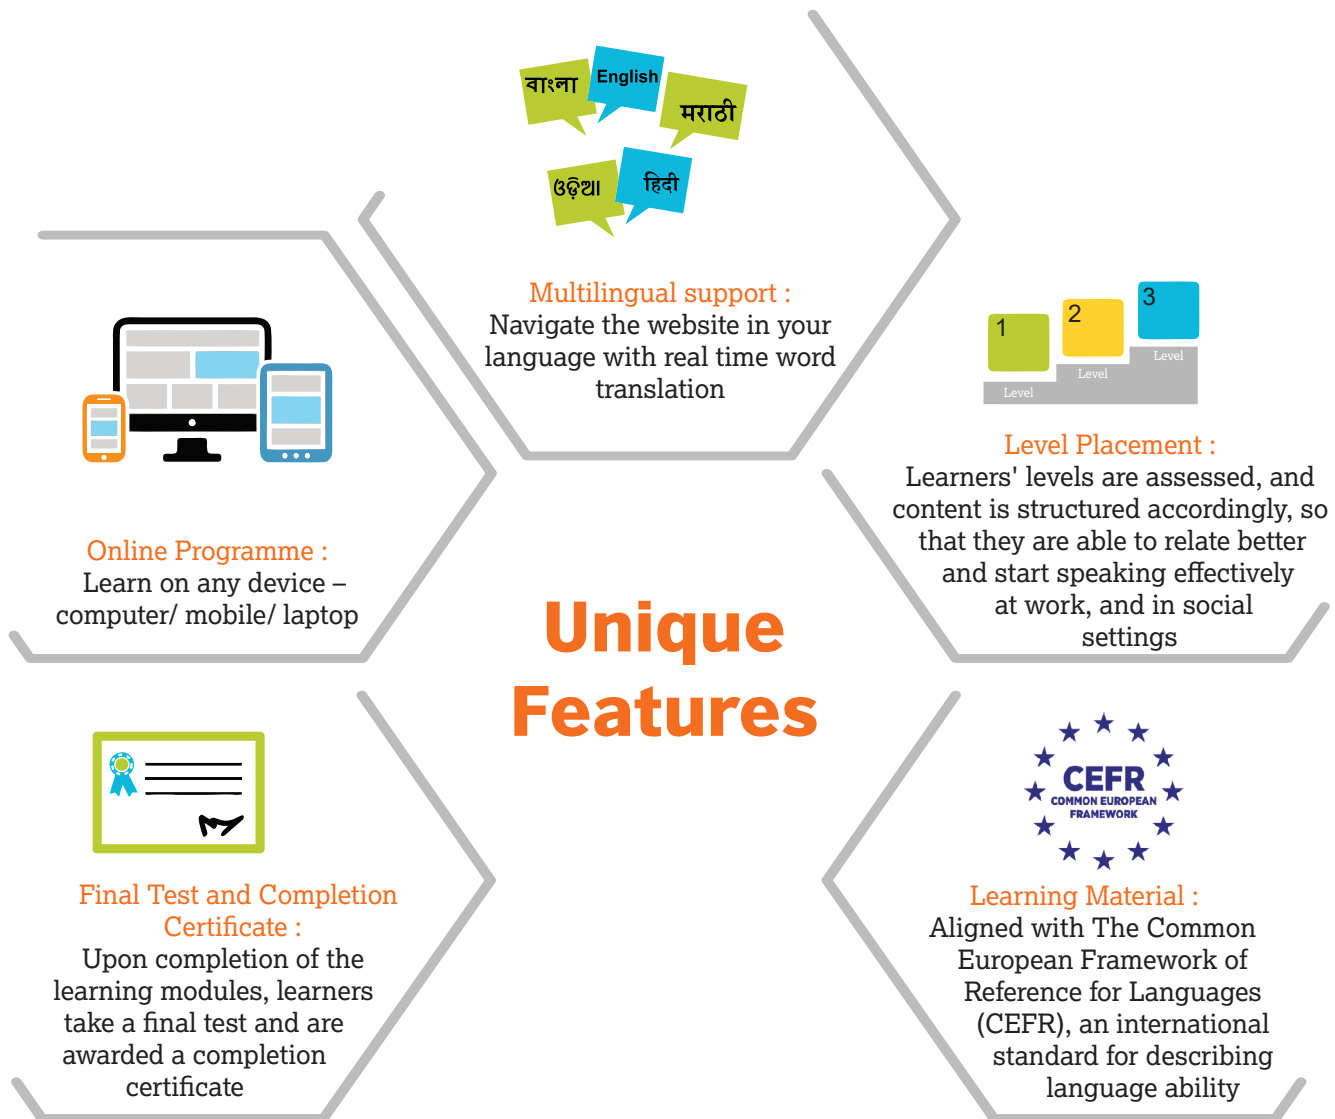 বাংলা
English
मराठी
ଓଡ଼ିଆ
हिदी
Multilingual support :
Navigate the website in your
language with real time word
translation
Online Programme :
Learn on any device –
computer/ mobile/ laptop
1
2
3
Level
Level
Level
Level Placement :
Learners' levels are assessed, and
content is structured accordingly, so
that they are able to relate better
and start speaking effectively
at work, and in social
settings
Unique
Features
Final Test and Completion
Certificate :
Upon completion of the
learning modules, learners
take a final test and are
awarded a completion
certificate
CEFR
COMMON EUROPEAN
FRAMEWORK
Learning Material :
Aligned with The Common
European Framework of
Reference for Languages
(CEFR), an international
standard for describing
language ability